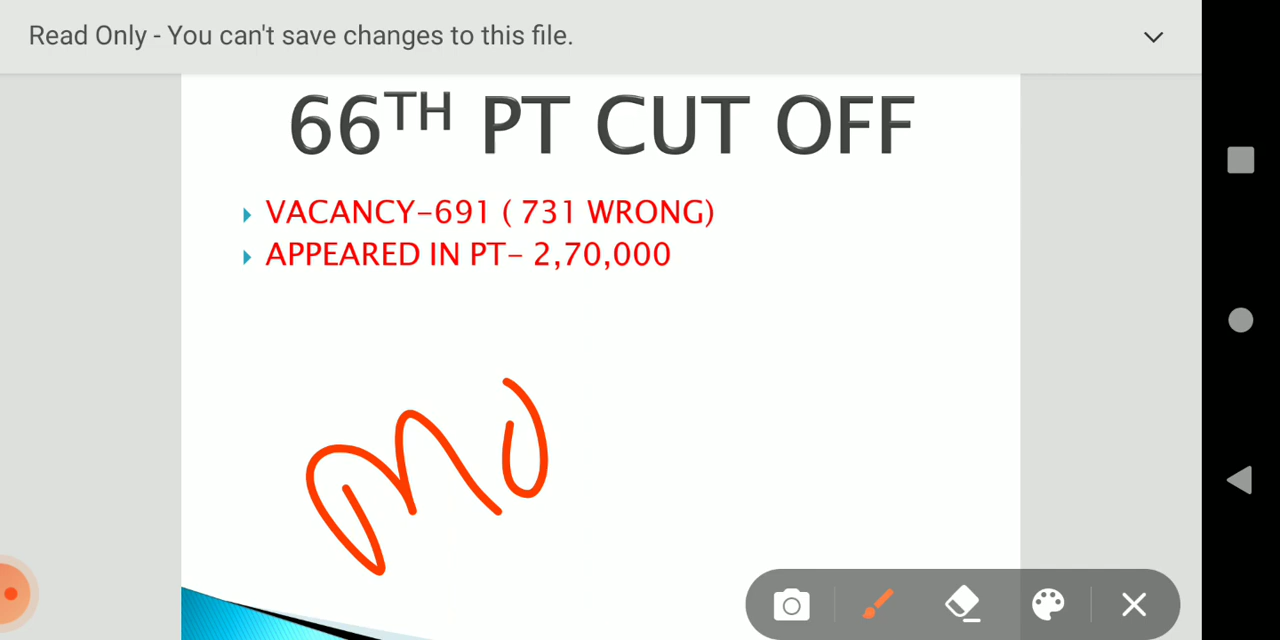 Read Only - You can't save changes to this file.
66TH PT CUT OFF
VACANCY-691 ( 731 WRONG)
APPEARED IN PT- 2,70,000
Mo